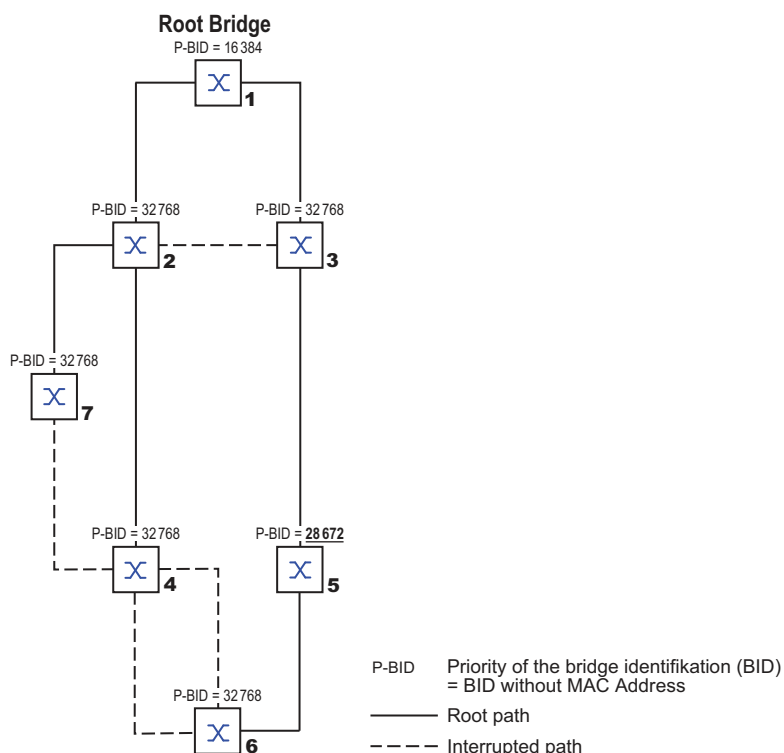 Root Bridge
P-BID = 16 384
1
P-BID = 32 768
P-BID = 32 768
2
3
P-BID = 32 768
7
P-BID = 32 768
P-BID = 28 672
4
5
P-BID = 32 768
6
P-BID Priority of the bridge identifikation (BID)
= BID without MAC Address
Root path
Interrupted path